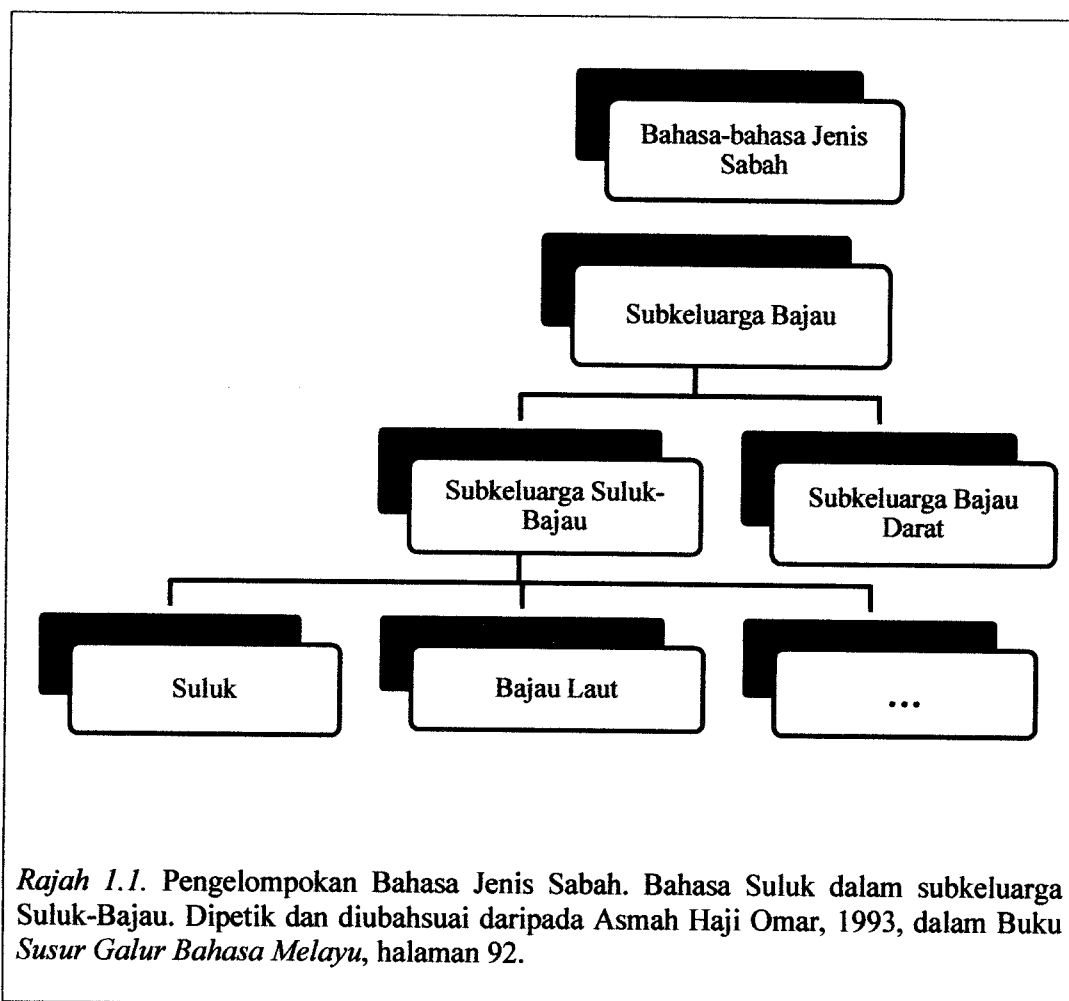 Bahasa-bahasa Jenis
Sabah
Subkeluarga Bajau
Subkeluarga Suluk-
Bajau
Subkeluarga Bajau
Darat
Suluk
Bajau Laut
...
Rajah 1.1. Pengelompokan Bahasa Jenis Sabah. Bahasa Suluk dalam subkeluarga
Suluk-Bajau. Dipetik dan diubahsuai daripada Asmah Haji Omar, 1993, dalam Buku
Susur Galur Bahasa Melayu, halaman 92.